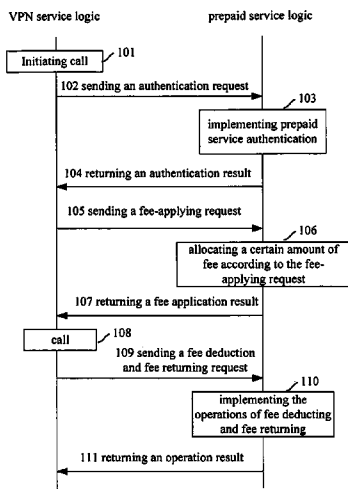 VPN service logic
prepaid service logic
Initiating call
101
102 sending an authentication request
103
implementing prepaid
service authentication
104 returning an authentication result
105 sending a fee-applying request
106
allocating a certain amount of
fee according to the fee-
applying request
107 returning a fee application result
call
108
109 sending a fee deduction
and fee returning request
110
implementing the
operations of fee deducting
and fee returning
111 returning an operation result